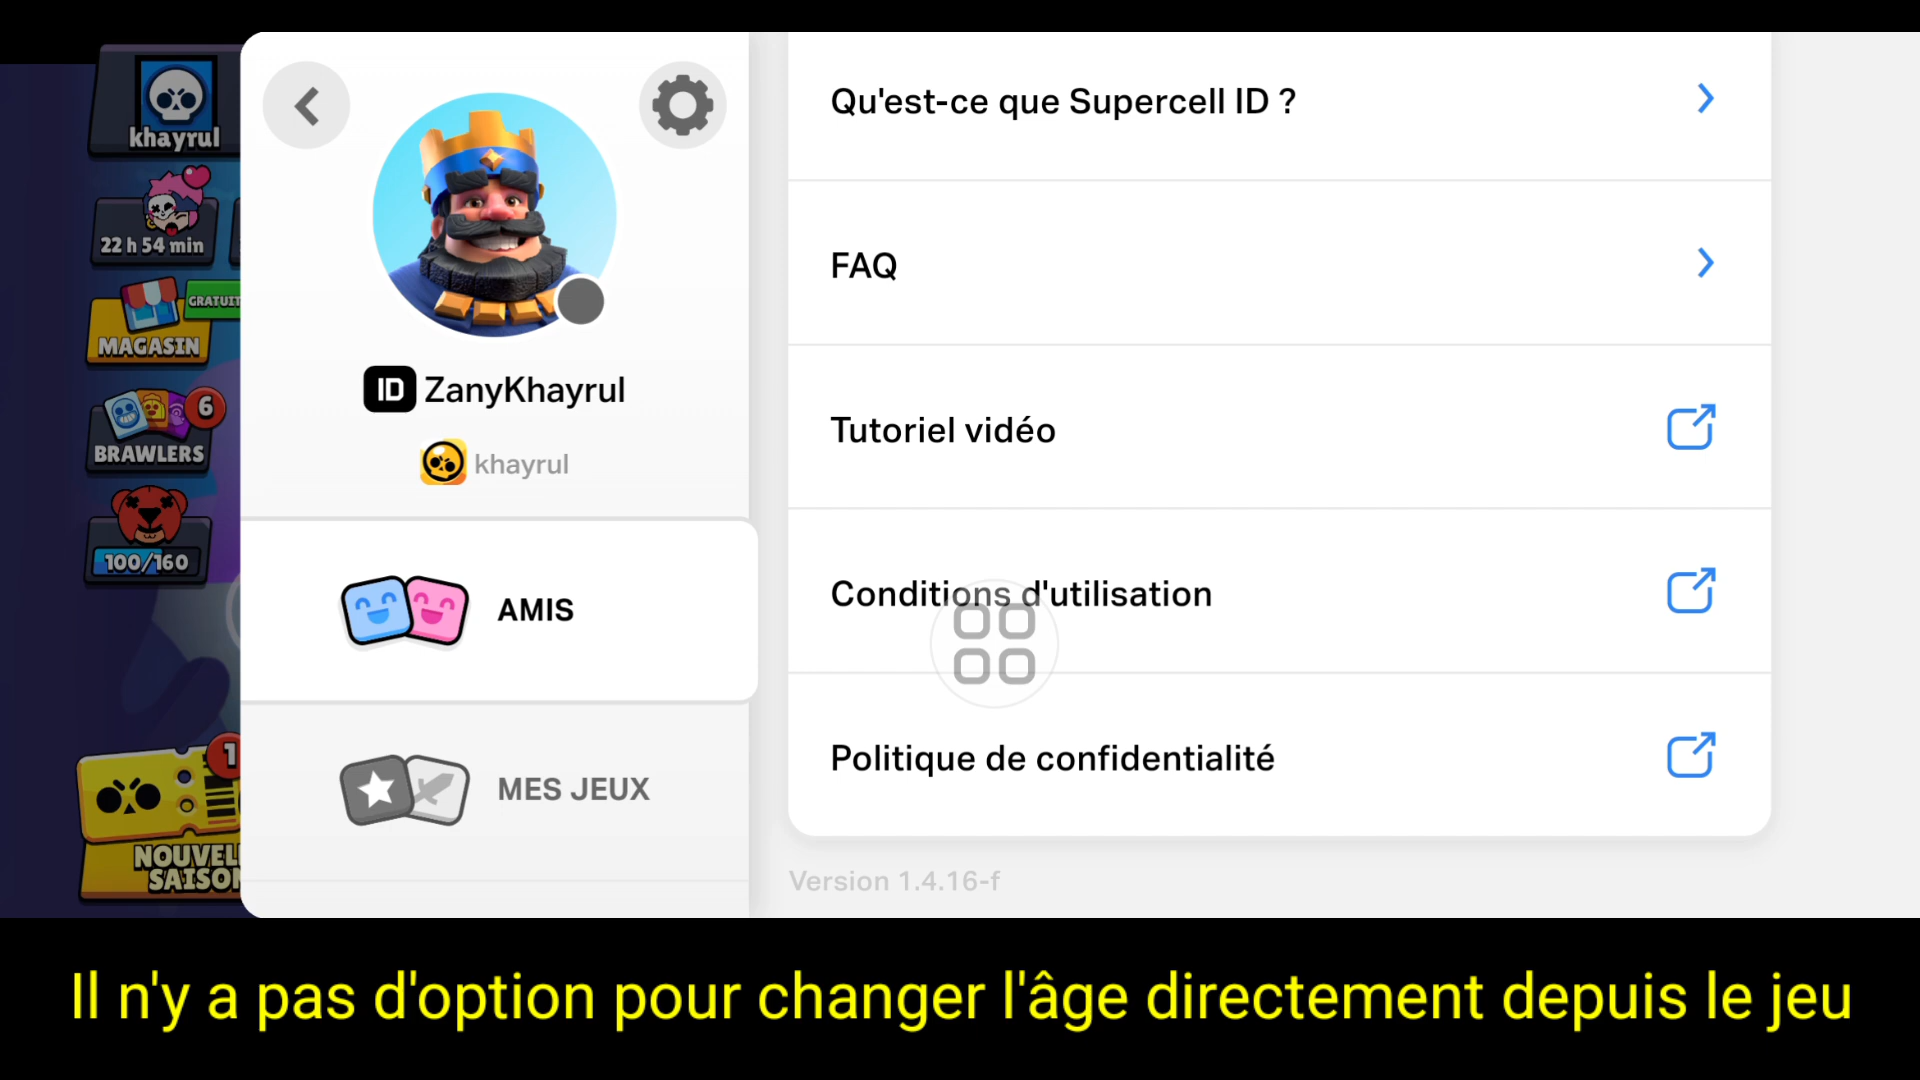 khayrul
22 h 54 min
GRATUIT
MAGASIN
6
BRAWLERS
100/160
1
NOUVEL
SAISON
ID ZanyKhayrul
khayrul
AMIS
MES JEUX
Qu'est-ce que Supercell ID ?
FAQ
Tutoriel vidéo
Conditions d'utilisation
Politique de confidentialité
Version 1.4.16-f
Il n'y a pas d'option pour changer l'âge directement depuis le jeu